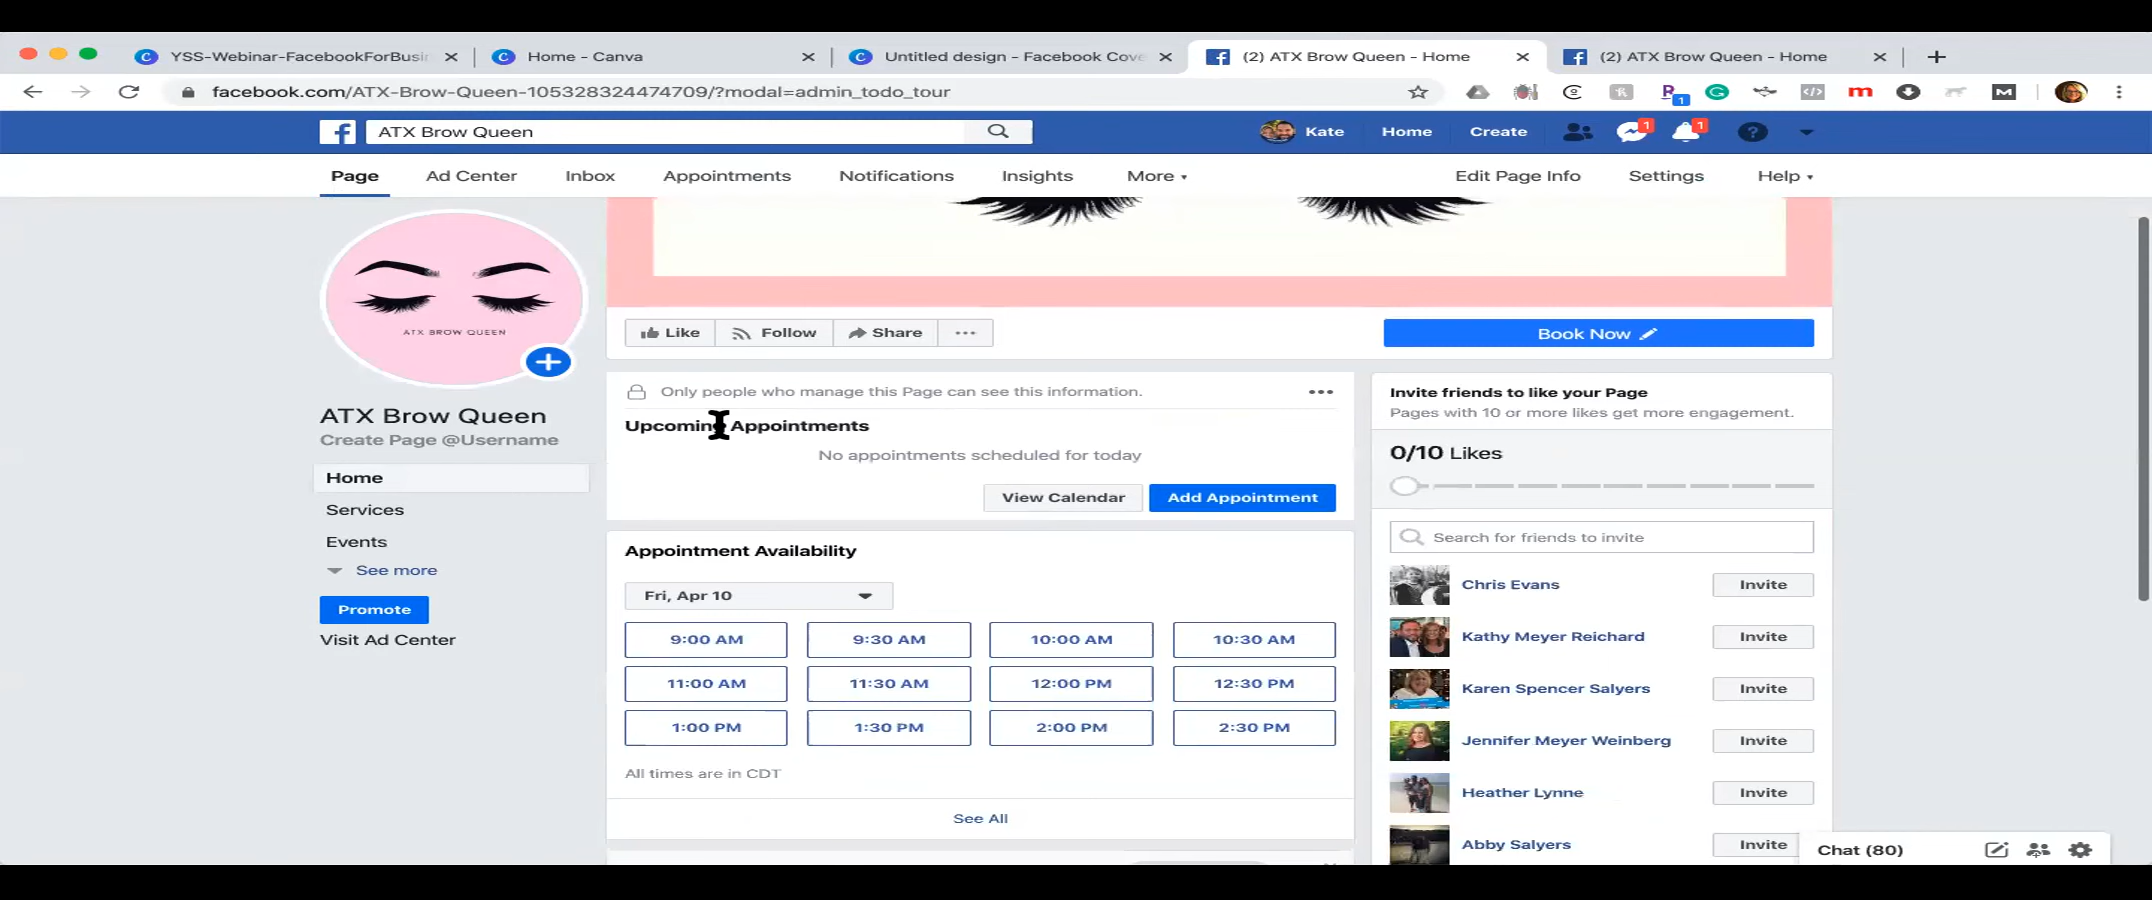 YSS-Webinar-FacebookForBusi
Home - Canva
Untitled design - Facebook Cove
(2) ATX Brow Queen - Home
(2) ATX Brow Queen - Home
facebook.com/ATX-Brow-Queen-105328324474709/?modal=admin_todo_tour
ATX Brow Queen
Kate
Home
Create
1
1
Page
Ad Center
Inbox
Appointments
Notifications
Insights
More
Edit Page Info
Settings
Help
ATX BROW QUEEN
ATX Brow Queen
Create Page @Username
Home
Services
Events
See more
Promote
Visit Ad Center
Like
Follow
Share
Book Now
Only people who manage this Page can see this information.
Upcoming Appointments
No appointments scheduled for today
View Calendar
Add Appointment
Appointment Availability
Fri, Apr 10
9:00 AM 9:30 AM 10:00 AM 10:30 AM
11:00 AM 11:30 AM 12:00 PM 12:30 PM
1:00 PM 1:30 PM 2:00 PM 2:30 PM
All times are in CDT
See All
Invite friends to like your Page
Pages with 10 or more likes get more engagement.
0/10 Likes
Search for friends to invite
Chris Evans Invite
Kathy Meyer Reichard Invite
Karen Spencer Salyers Invite
Jennifer Meyer Weinberg Invite
Heather Lynne Invite
Abby Salyers Invite
Chat (80)